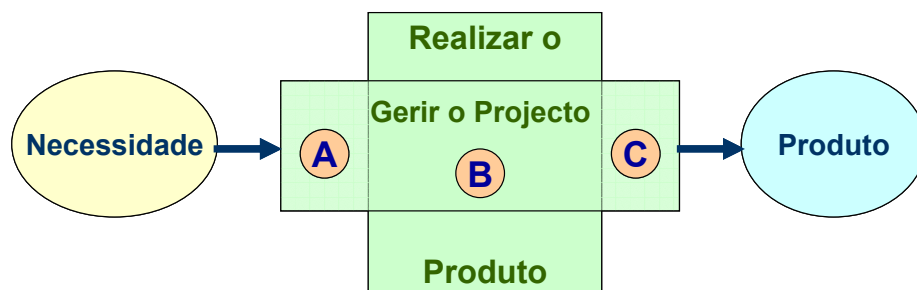 Realizar o
Gerir o Projecto
Necessidade
A
B
C
Produto
Produto